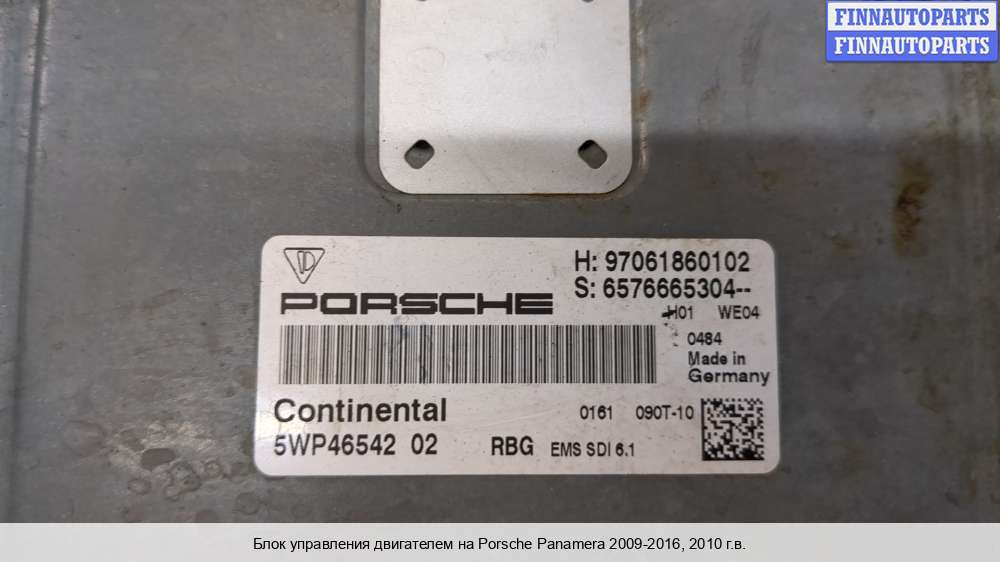 FINNAUTOPARTS
FINNAUTOPARTS
H: 97061860102
PORSCHE
S: 6576665304--
H01 WE04
0484
Made in
Germany
Continental
0161 090T-10
5WP46542 02 RBG EMS SDI 6.1
Блок управления двигателем на Porsche Panamera 2009-2016, 2010 г.в.